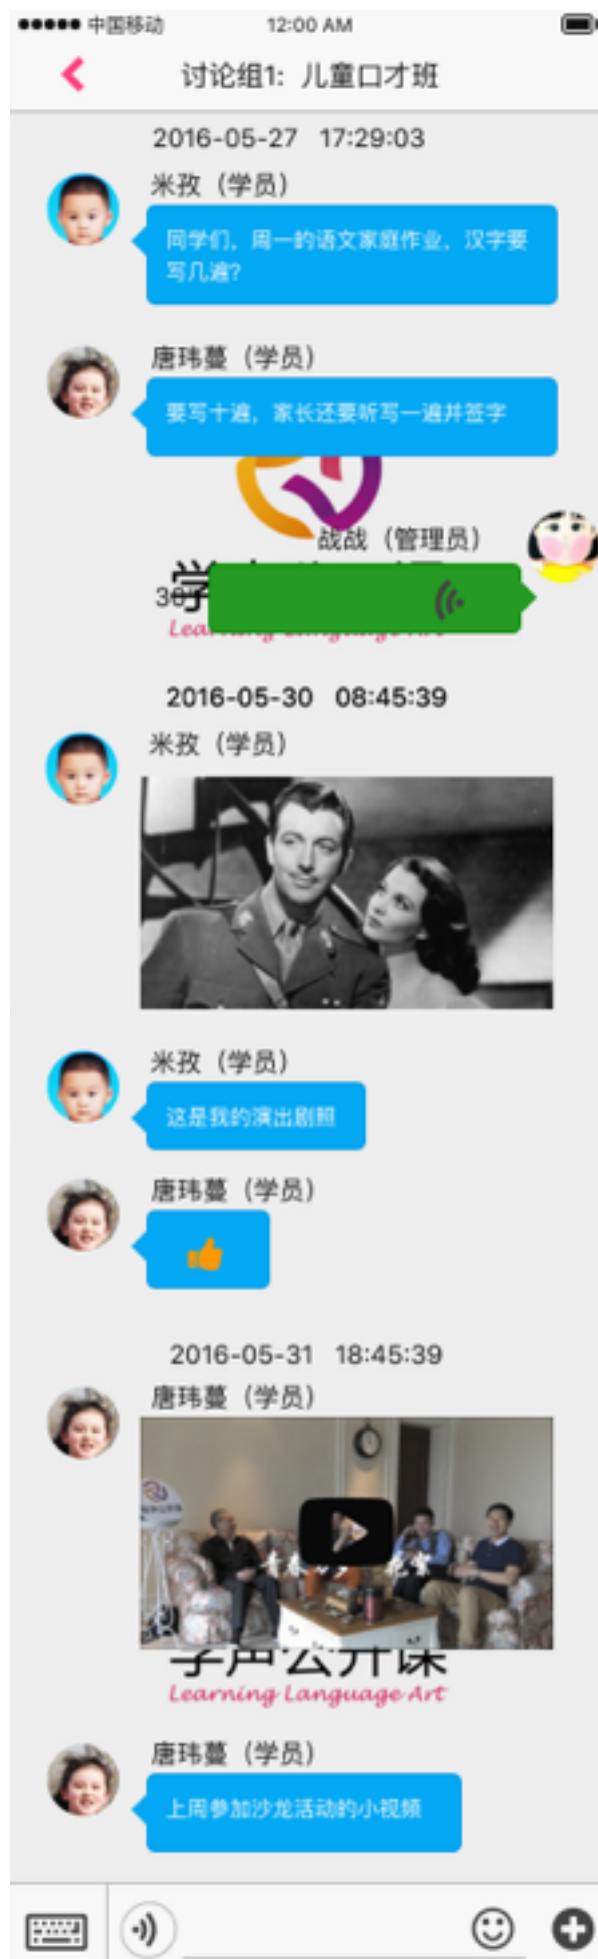 中国移动 12:00 AM
讨论组1: 儿童口才班
2016-05-27 17:29:03
米孜（学员）
同学们，周一的语文家庭作业，汉字要
写几遍?
唐玮蔓（学员）
要写十遍，家长还要听写一遍并签字
战战（管理员）
30
2016-05-30 08:45:39
米孜（学员）
米孜（学员）
这是我的演出剧照
唐玮蔓（学员）
2016-05-31 18:45:39
唐玮蔓（学员）
学声公开课
Learning Language Art
唐玮蔓（学员）
上周参加沙龙活动的小视频